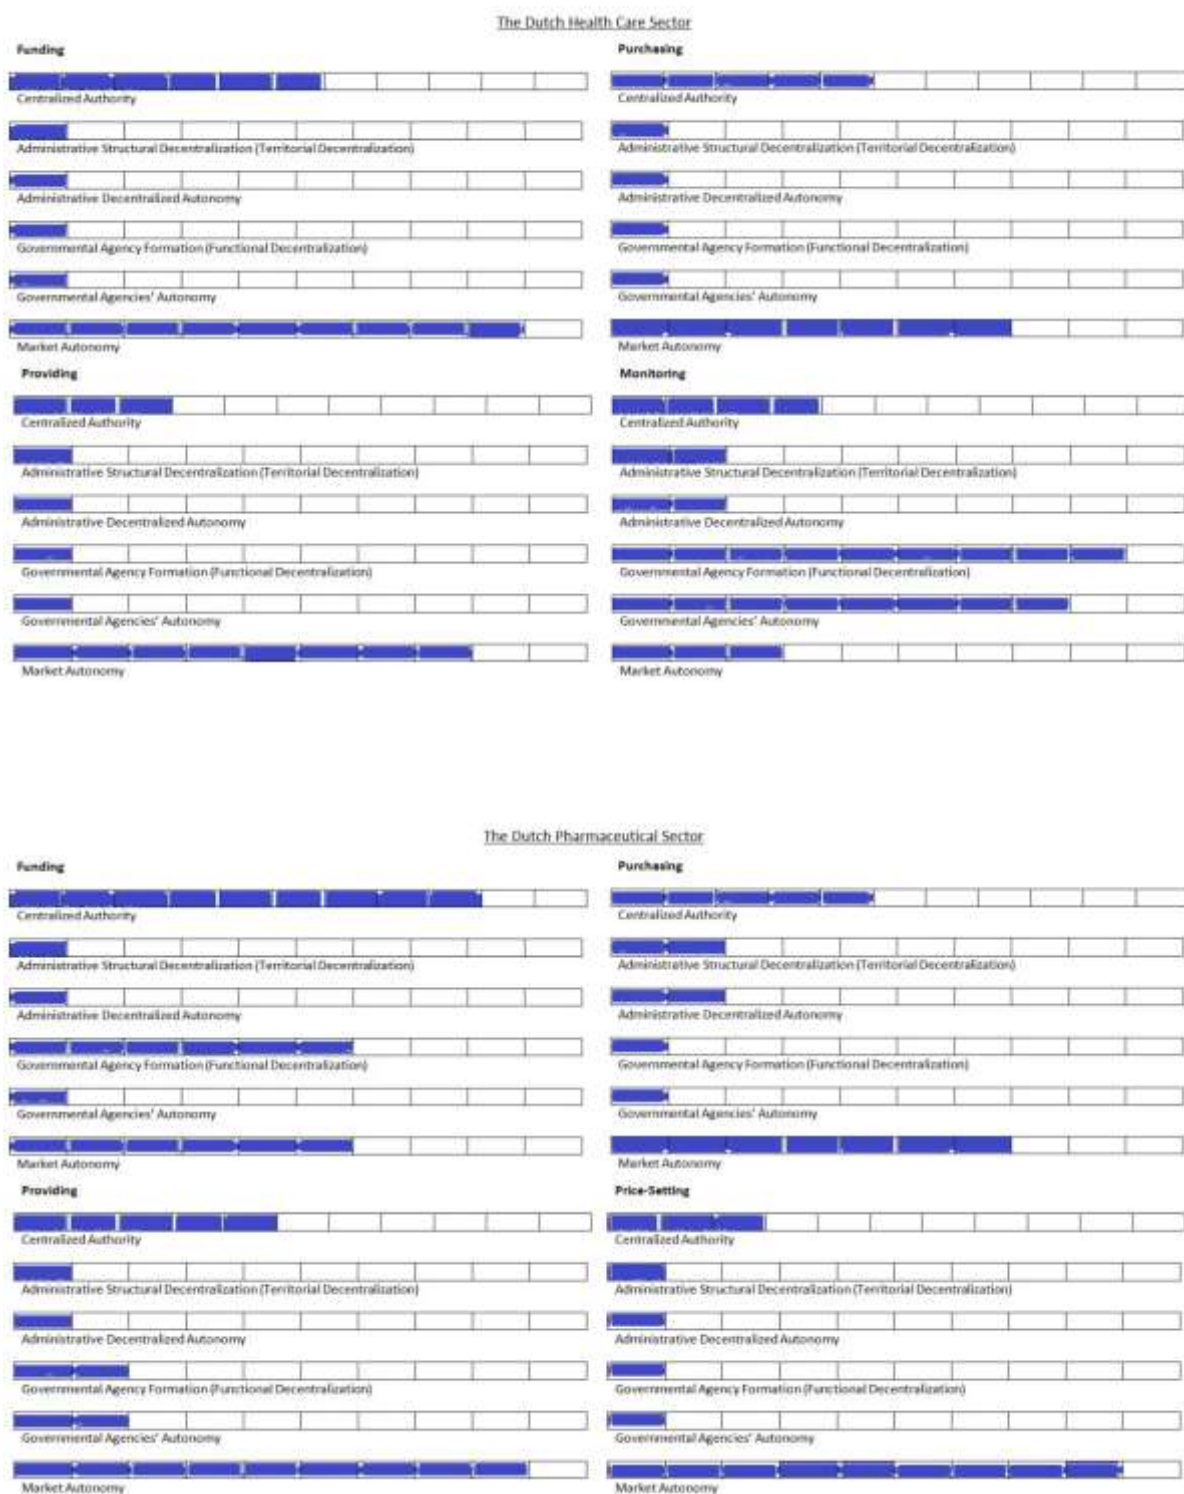 The Dutch Health Care Sector
Funding
Centralized Authority
Administrative Structural Decentralization (Territorial Decentralization)
Administrative Decentralized Autonomy
Governmental Agency Formation (Functional Decentralization)
Governmental Agencies' Autonomy
Market Autonomy
Purchasing
Centralized Authority
Administrative Structural Decentralization (Territorial Decentralization)
Administrative Decentralized Autonomy
Governmental Agency Formation (Functional Decentralization)
Governmental Agencies' Autonomy
Market Autonomy
Providing
Centralized Authority
Administrative Structural Decentralization (Territorial Decentralization)
Administrative Decentralized Autonomy
Governmental Agency Formation (Functional Decentralization)
Governmental Agencies' Autonomy
Market Autonomy
Monitoring
Centralized Authority
Administrative Structural Decentralization (Territorial Decentralization)
Administrative Decentralized Autonomy
Governmental Agency Formation (Functional Decentralization)
Governmental Agencies' Autonomy
Market Autonomy
The Dutch Pharmaceutical Sector
Funding
Centralized Authority
Administrative Structural Decentralization (Territorial Decentralization)
Administrative Decentralized Autonomy
Governmental Agency Formation (Functional Decentralization)
Governmental Agencies' Autonomy
Market Autonomy
Purchasing
Centralized Authority
Administrative Structural Decentralization (Territorial Decentralization)
Administrative Decentralized Autonomy
Governmental Agency Formation (Functional Decentralization)
Governmental Agencies' Autonomy
Market Autonomy
Providing
Centralized Authority
Administrative Structural Decentralization (Territorial Decentralization)
Administrative Decentralized Autonomy
Governmental Agency Formation (Functional Decentralization)
Governmental Agencies' Autonomy
Market Autonomy
Price-Setting
Centralized Authority
Administrative Structural Decentralization (Territorial Decentralization)
Administrative Decentralized Autonomy
Governmental Agency Formation (Functional Decentralization)
Governmental Agencies' Autonomy
Market Autonomy